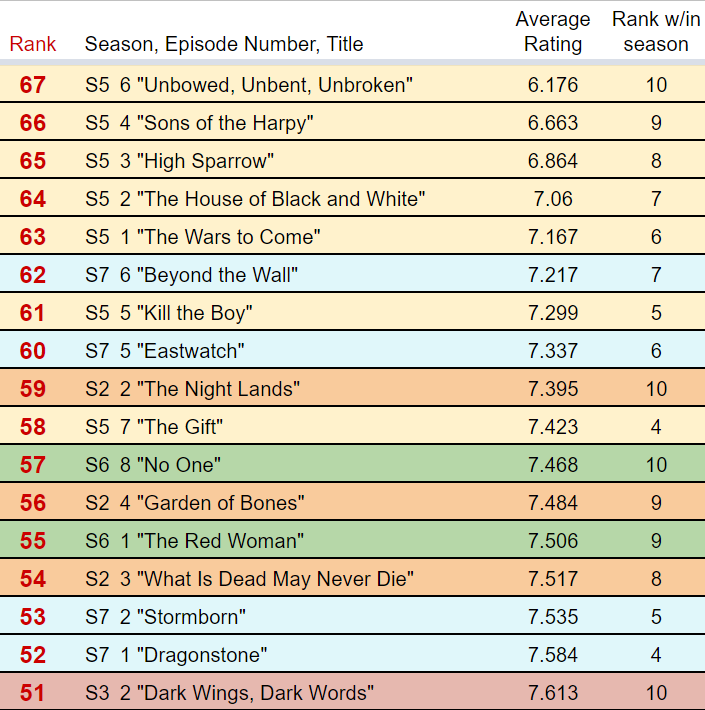 Rank Season, Episode Number, Title Average Rating Rank w/in season
67 S5 6 "Unbowed, Unbent, Unbroken" 6.176 10
66 S5 4 "Sons of the Harpy" 6.663 9
65 S5 3 "High Sparrow" 6.864 8
64 S5 2 "The House of Black and White" 7.06 7
63 S5 1 "The Wars to Come" 7.167 6
62 S7 6 "Beyond the Wall" 7.217 7
61 S5 5 "Kill the Boy" 7.299 5
60 S7 5 "Eastwatch" 7.337 6
59 S2 2 "The Night Lands" 7.395 10
58 S5 7 "The Gift" 7.423 4
57 S6 8 "No One" 7.468 10
56 S2 4 "Garden of Bones" 7.484 9
55 S6 1 "The Red Woman" 7.506 9
54 S2 3 "What Is Dead May Never Die" 7.517 8
53 S7 2 "Stormborn" 7.535 5
52 S7 1 "Dragonstone" 7.584 4
51 S3 2 "Dark Wings, Dark Words" 7.613 10